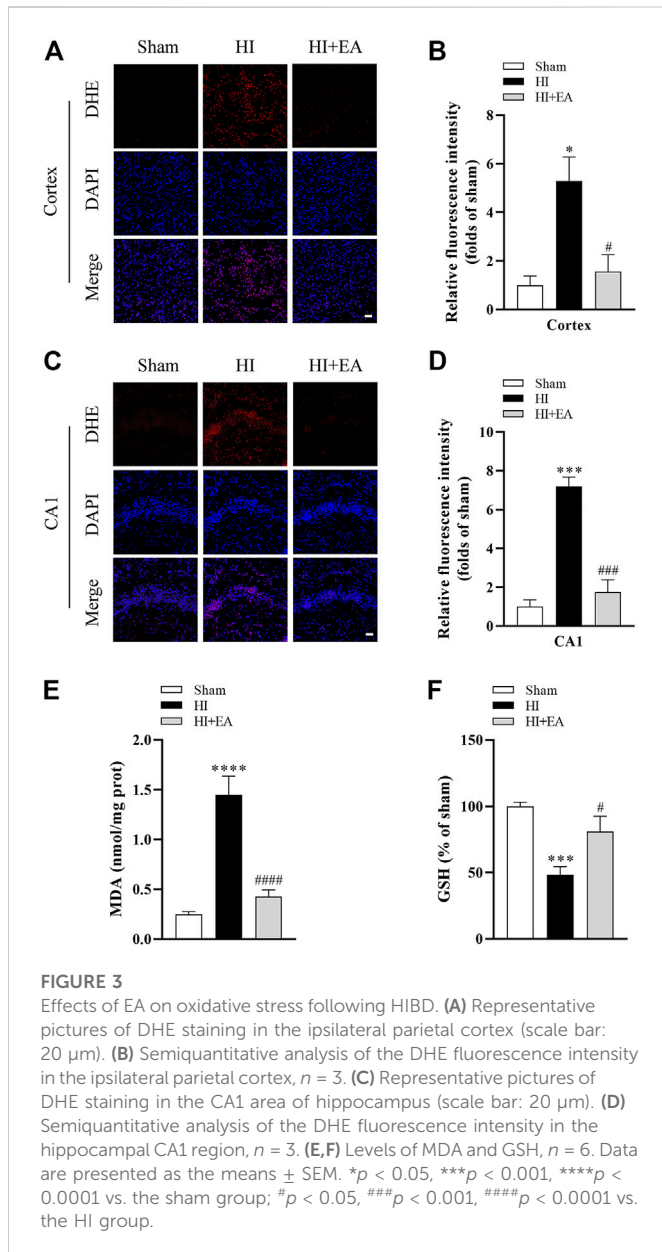 A
Sham HI HI+EA
DHE
DAPI
Merge
Cortex
B
Sham
HI
HI+EA
Relative fluorescence intensity
(folds of sham)
8
6
4
2
0
*
#
Cortex
C
Sham HI HI+EA
DHE
DAPI
Merge
CA1
D
Sham
HI
HI+EA
Relative fluorescence intensity
(folds of sham)
10
8
6
4
2
0
***
###
CA1
E
Sham
HI
HI+EA
MDA (nmol/mg prot)
2.0
1.5
1.0
0.5
0.0
****
####
F
Sham
HI
HI+EA
GSH (% of sham)
150
100
50
0
***
#
FIGURE 3
Effects of EA on oxidative stress following HIBD. (A) Representative
pictures of DHE staining in the ipsilateral parietal cortex (scale bar:
20 µm). (B) Semiquantitative analysis of the DHE fluorescence intensity
in the ipsilateral parietal cortex, n = 3. (C) Representative pictures of
DHE staining in the CA1 area of hippocampus (scale bar: 20 µm). (D)
Semiquantitative analysis of the DHE fluorescence intensity in the
hippocampal CA1 region, n = 3. (E,F) Levels of MDA and GSH, n = 6. Data
are presented as the means ± SEM. *p < 0.05, ***p < 0.001, ****p <
0.0001 vs. the sham group; #p < 0.05, ###p < 0.001, ####p < 0.0001 vs.
the HI group.